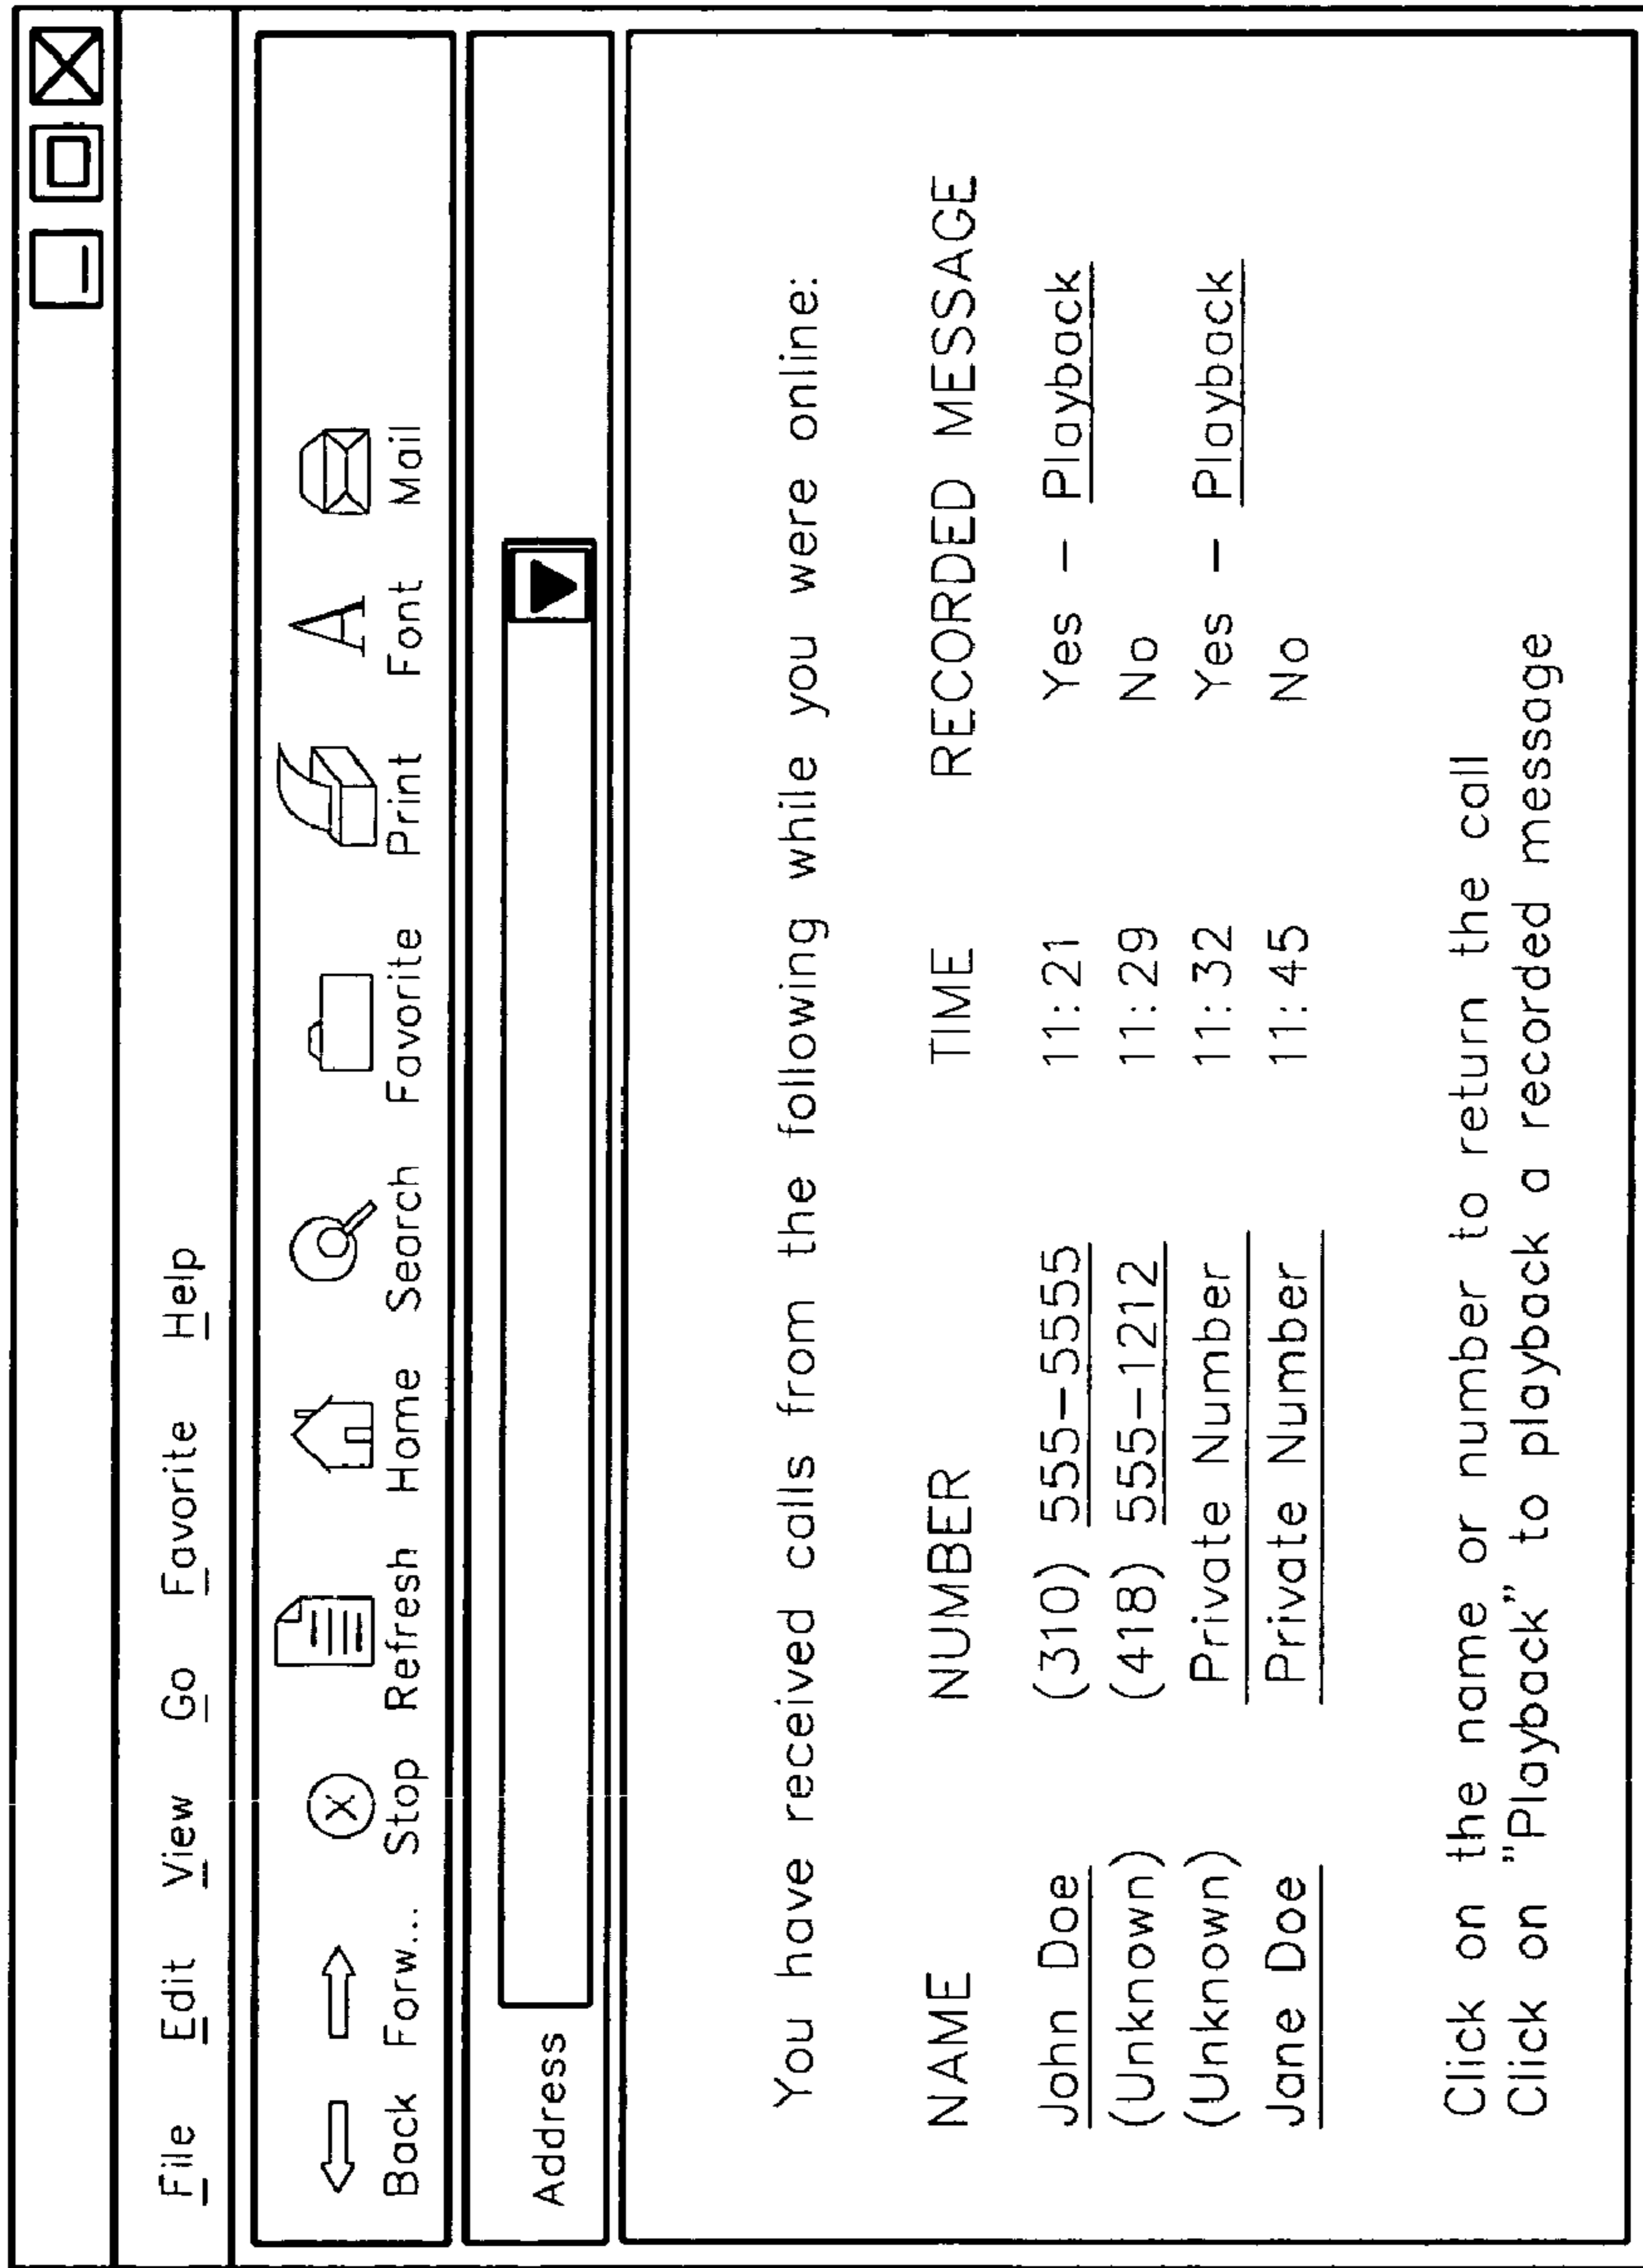 File Edit View Go Favorite Help
Back Forw... Stop Refresh Home Search Favorite Print Font Mail
Address
You have received calls from the following while you were online:
NAME NUMBER TIME RECORDED MESSAGE
John Doe (310) 555-5555 11:21 Yes - Playback
(Unknown) (418) 555-1212 11:29 No
(Unknown) Private Number 11:32 Yes - Playback
Jane Doe Private Number 11:45 No
Click on the name or number to return the call
Click on "Playback" to playback a recorded message